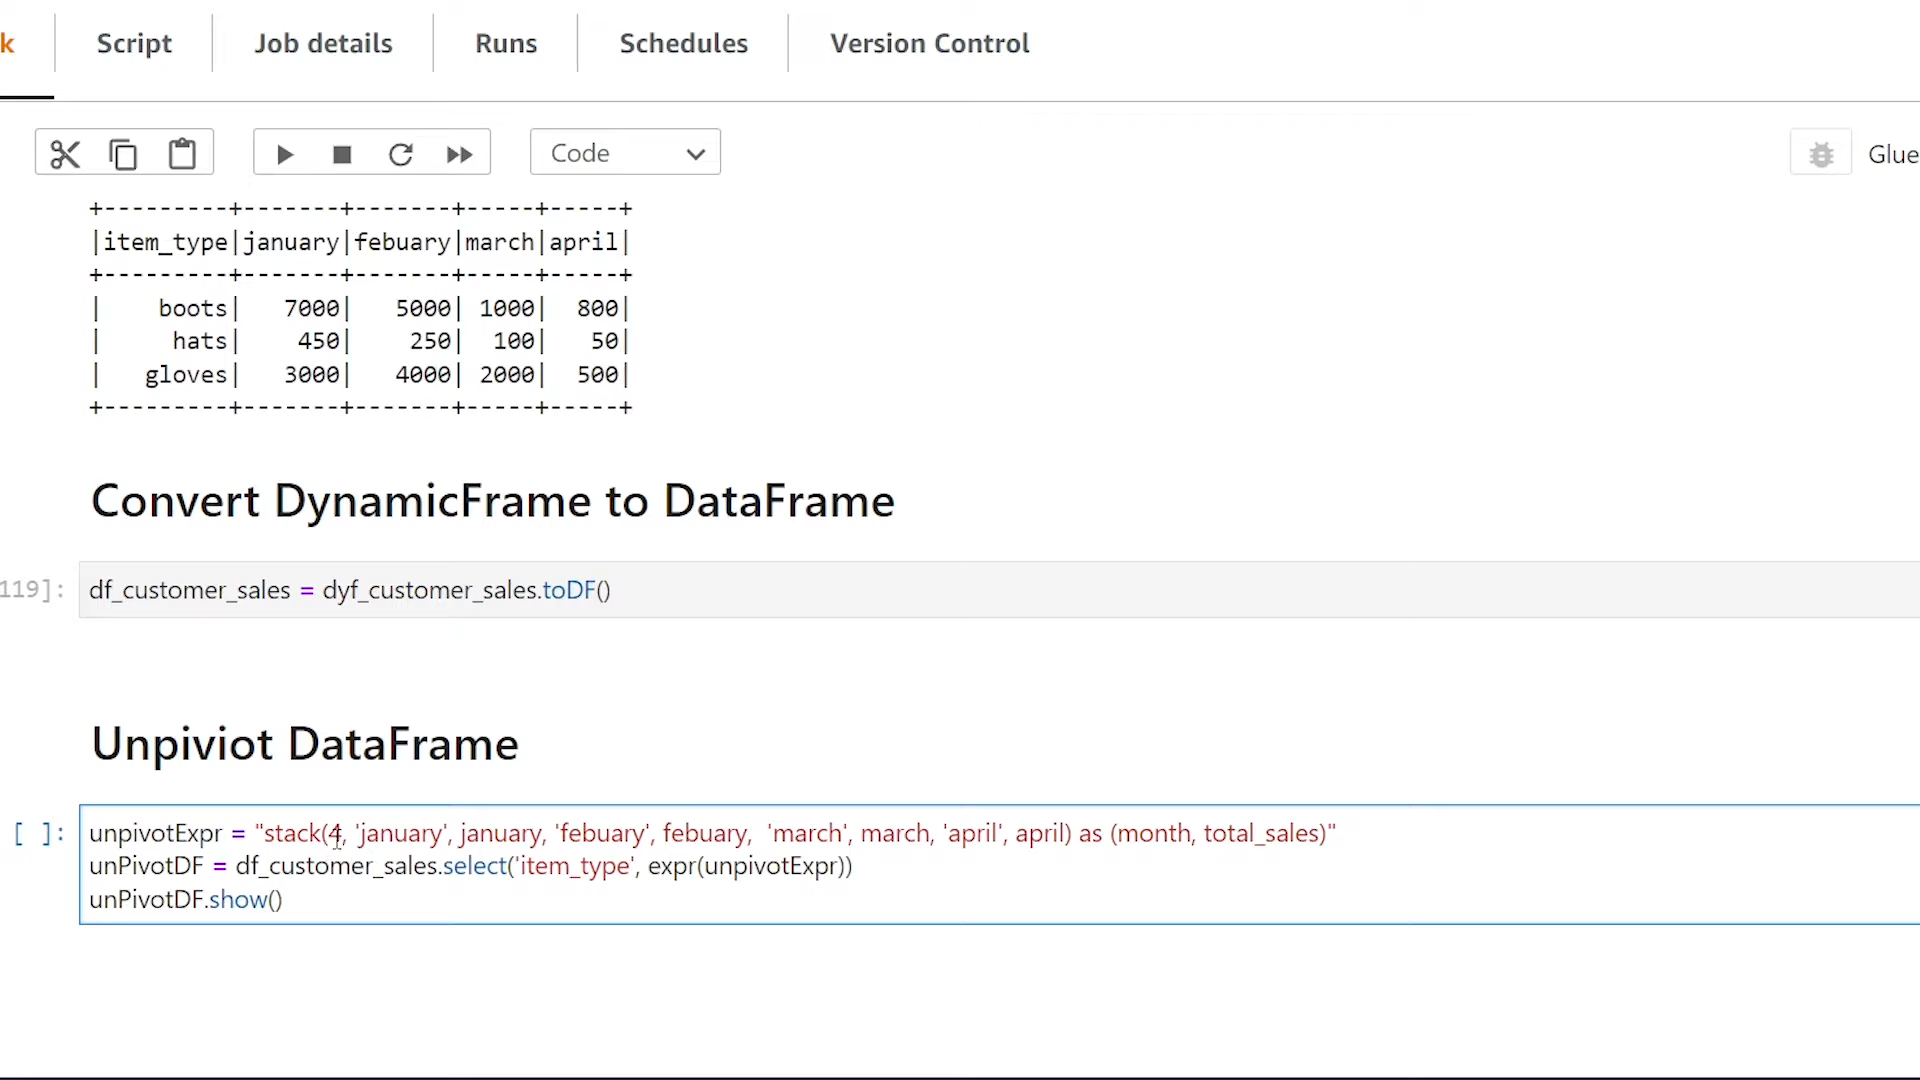 k Script Job details Runs Schedules Version Control
Code Glue
+---------+-------+-------+-----+-----+
|item_type|january|febuary|march|april|
+---------+-------+-------+-----+-----+
|    boots|   7000|   5000| 1000|  800|
|     hats|    450|    250|  100|   50|
|   gloves|   3000|   4000| 2000|  500|
+---------+-------+-------+-----+-----+
Convert DynamicFrame to DataFrame
119]: df_customer_sales = dyf_customer_sales.toDF()
Unpiviot DataFrame
[ ]: unpivotExpr = "stack(4, 'january', january, 'febuary', febuary,  'march', march, 'april', april) as (month, total_sales)"
unPivotDF = df_customer_sales.select('item_type', expr(unpivotExpr))
unPivotDF.show()